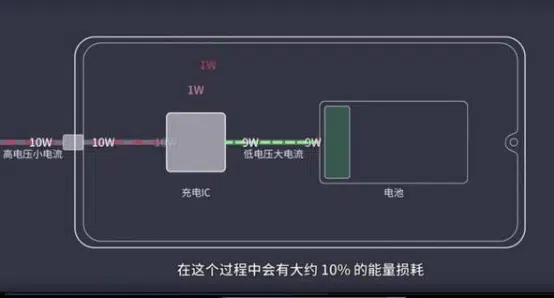 1W
1W
10W 10W 10W 9W 9W
高电压小电流 低电压大电流
充电IC 电池
在这个过程中会有大约 10% 的能量损耗